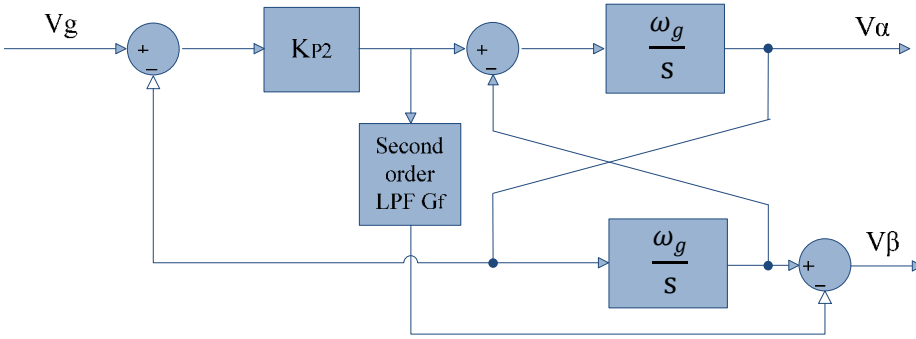 Vg
+
−
KP2
+
−
ωg
s
Vα
Second
order
LPF Gf
ωg
s
+
−
Vβ